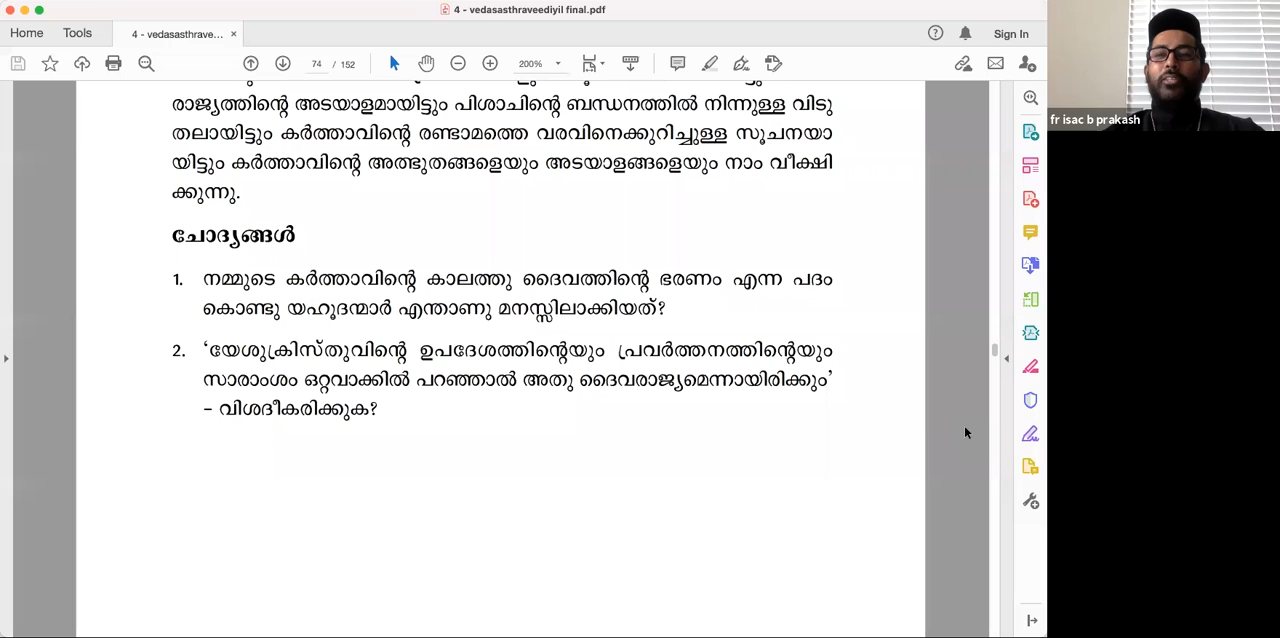 4 - vedasasthraveediyil final.pdf
Home Tools 4 - vedasasthrave... × Sign In
74 / 152 200%
രാജ്യത്തിന്റെ അടയാളമായിട്ടും പിശാചിന്റെ ബന്ധനത്തിൽ നിന്നുള്ള വിടു
തലായിട്ടും കർത്താവിന്റെ രണ്ടാമത്തെ വരവിനെക്കുറിച്ചുള്ള സൂചനയാ
യിട്ടും കർത്താവിന്റെ അത്ഭുതങ്ങളെയും അടയാളങ്ങളെയും നാം വീക്ഷി
ക്കുന്നു.
ചോദ്യങ്ങൾ
1. നമ്മുടെ കർത്താവിന്റെ കാലത്തു ദൈവത്തിന്റെ ഭരണം എന്ന പദം
കൊണ്ടു യഹൂദന്മാർ എന്താണു മനസ്സിലാക്കിയത്?
2. ‘യേശുക്രിസ്തുവിന്റെ ഉപദേശത്തിന്റെയും പ്രവർത്തനത്തിന്റെയും
സാരാംശം ഒറ്റവാക്കിൽ പറഞ്ഞാൽ അതു ദൈവരാജ്യമെന്നായിരിക്കും’
– വിശദീകരിക്കുക?
fr isac b prakash